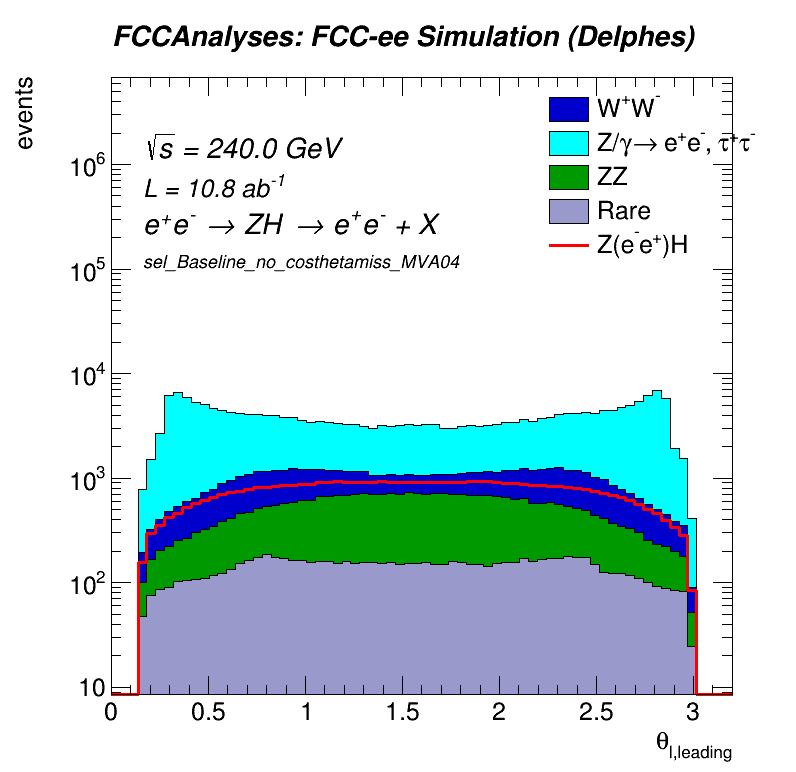 FCCAnalyses: FCC-ee Simulation (Delphes)
events
√s = 240.0 GeV
L = 10.8 ab⁻¹
e⁺e⁻ → ZH → e⁺e⁻ + X
sel_Baseline_no_costhetamiss_MVA04
W⁺W⁻
Z/γ→ e⁺e⁻, τ⁺τ⁻
ZZ
Rare
Z(e⁻e⁺)H
10⁶
10⁵
10⁴
10³
10²
10
0 0.5 1 1.5 2 2.5 3
θ_l,leading